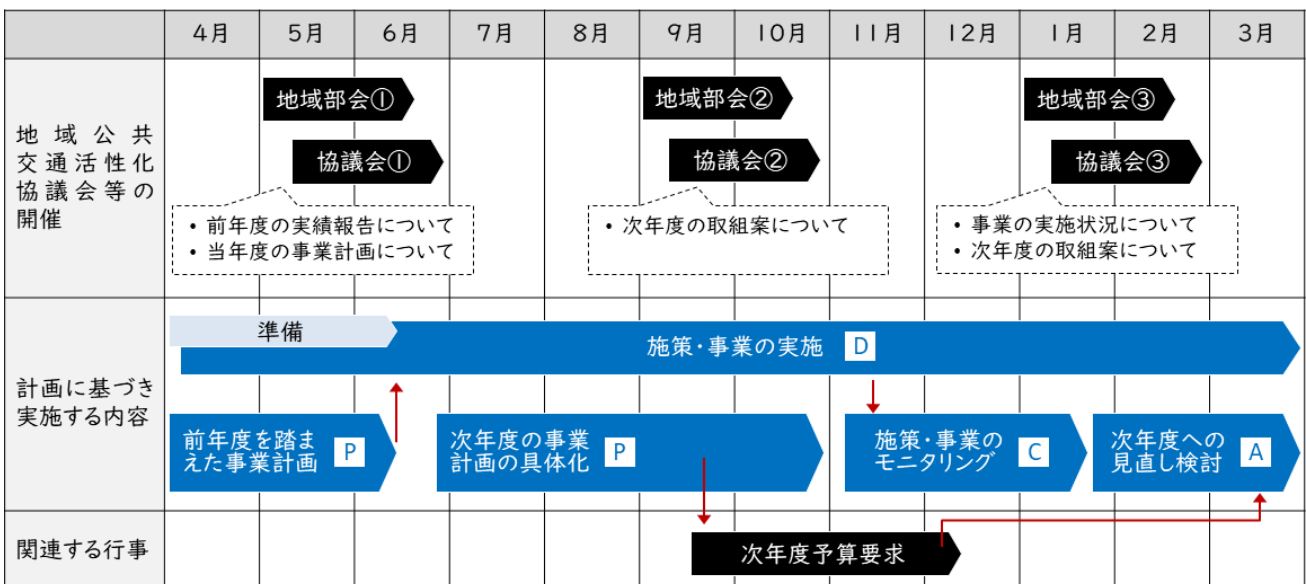 4月 5月 6月 7月 8月 9月 10月 11月 12月 1月 2月 3月
地域公共
交通活性化
協議会等の
開催
地域部会① 地域部会② 地域部会③
協議会① 協議会② 協議会③
• 前年度の実績報告について
• 当年度の事業計画について
• 次年度の取組案について
• 事業の実施状況について
• 次年度の取組案について
計画に基づき
実施する内容
準備
施策・事業の実施 D
前年度を踏ま
えた事業計画 P
次年度の事業
計画の具体化 P
施策・事業の
モニタリング C
次年度への
見直し検討 A
関連する行事
次年度予算要求